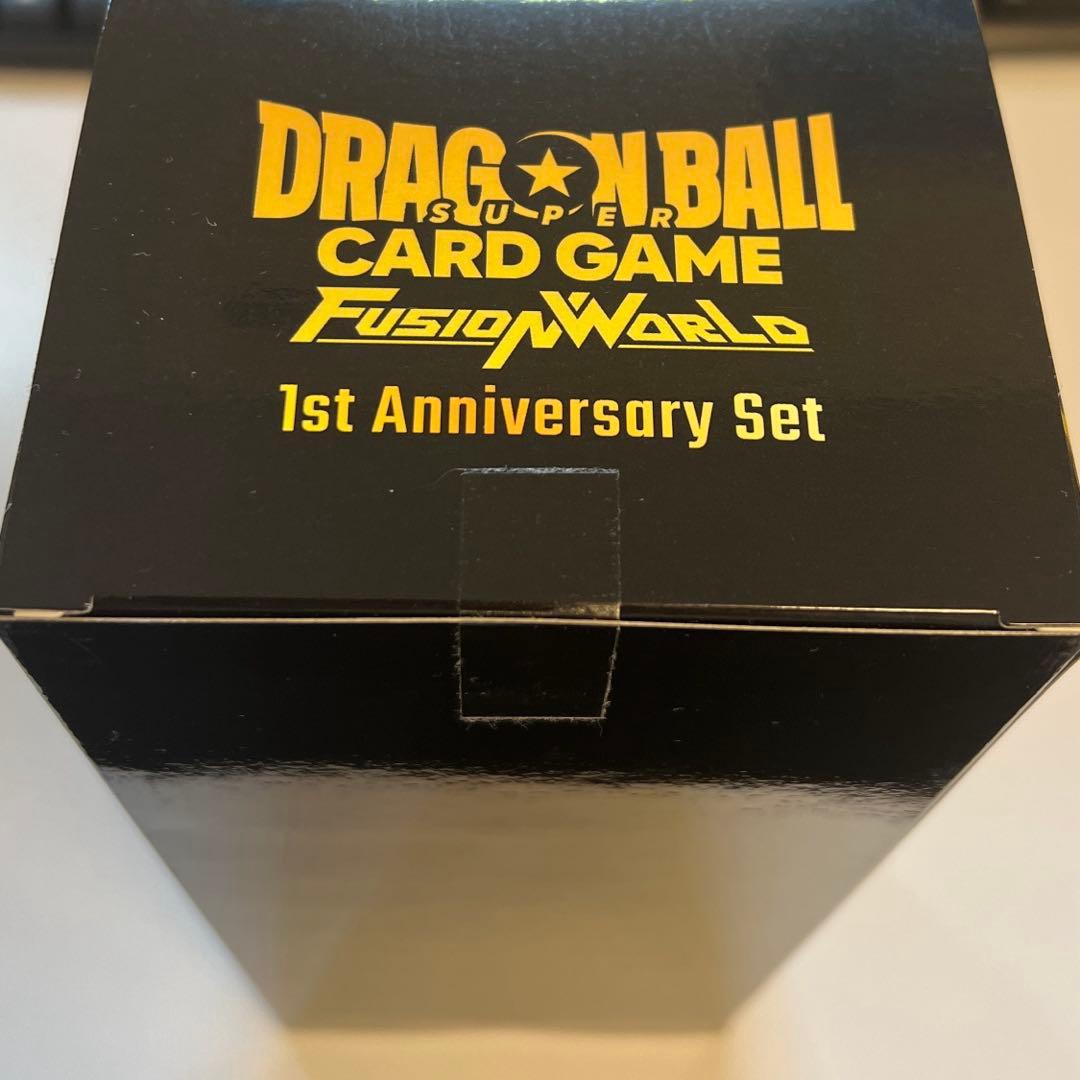 DRAGON BALL
SUPER
CARD GAME
FUSION WORLD
1st Anniversary Set